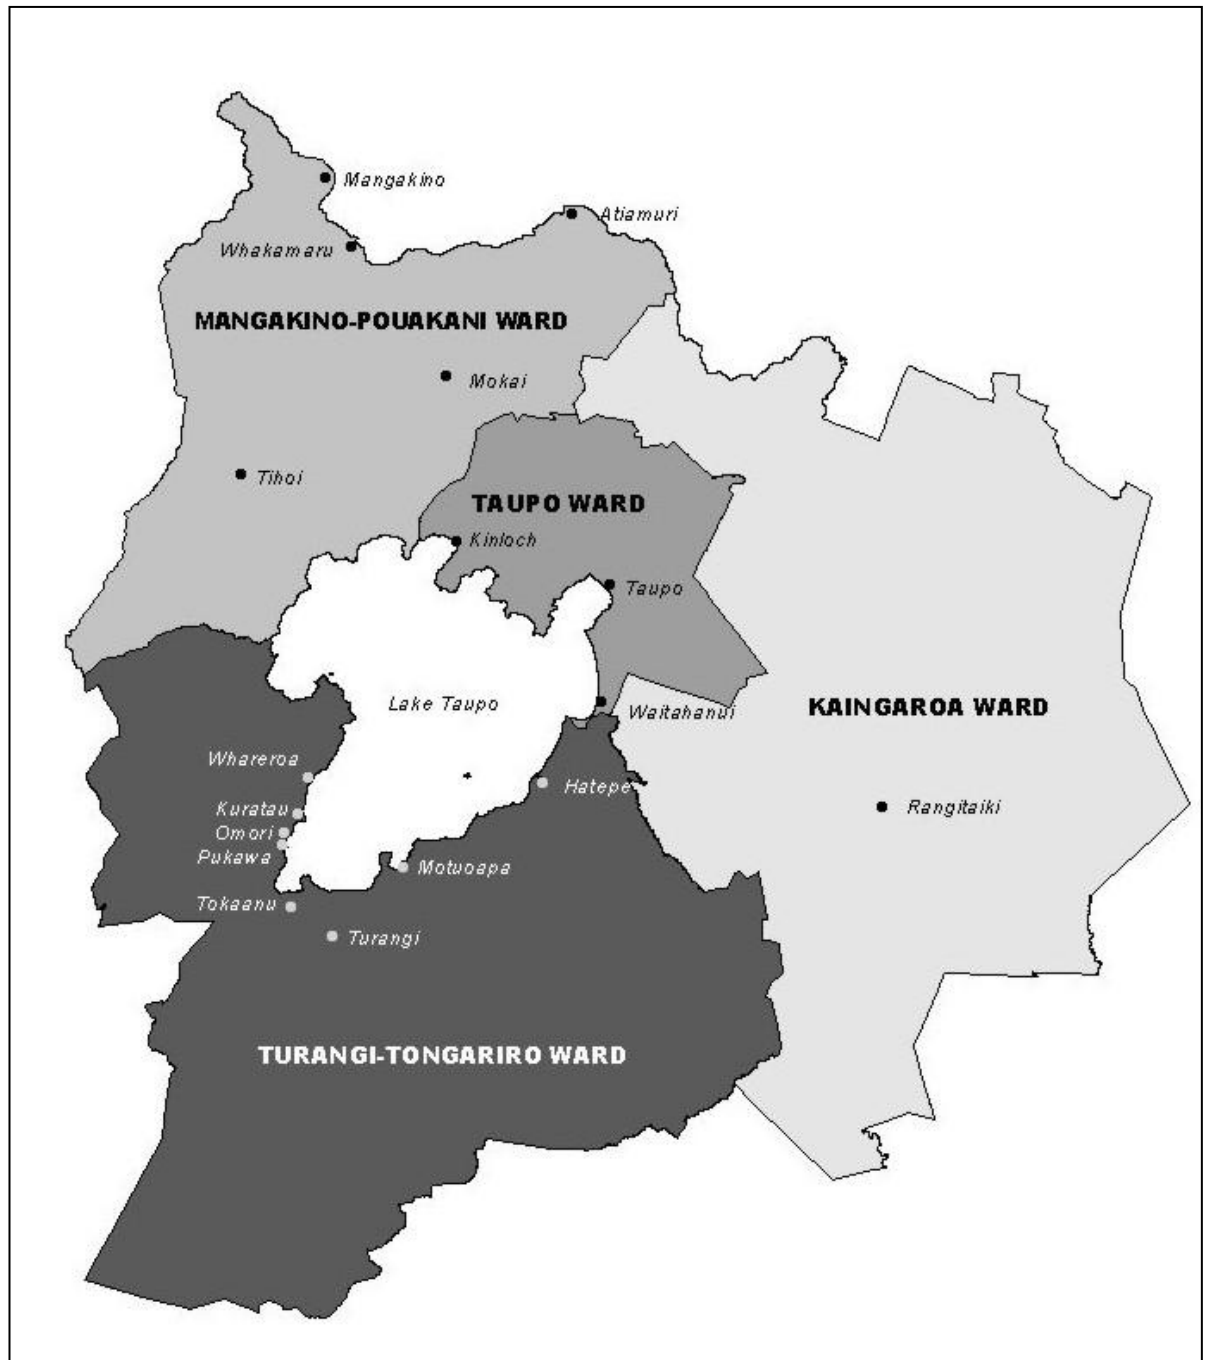 Mangakino
Atiamuri
Whakamaru
MANGAKINO-POUAKANI WARD
Mokai
Tihoi
TAUPO WARD
Kinloch
Taupo
Lake Taupo
Waitahanui
KAINGAROA WARD
Whareroa
Hatepe
Kuratau
Rangitaiki
Omori
Pukawa
Motuoapa
Tokaanu
Turangi
TURANGI-TONGARIRO WARD